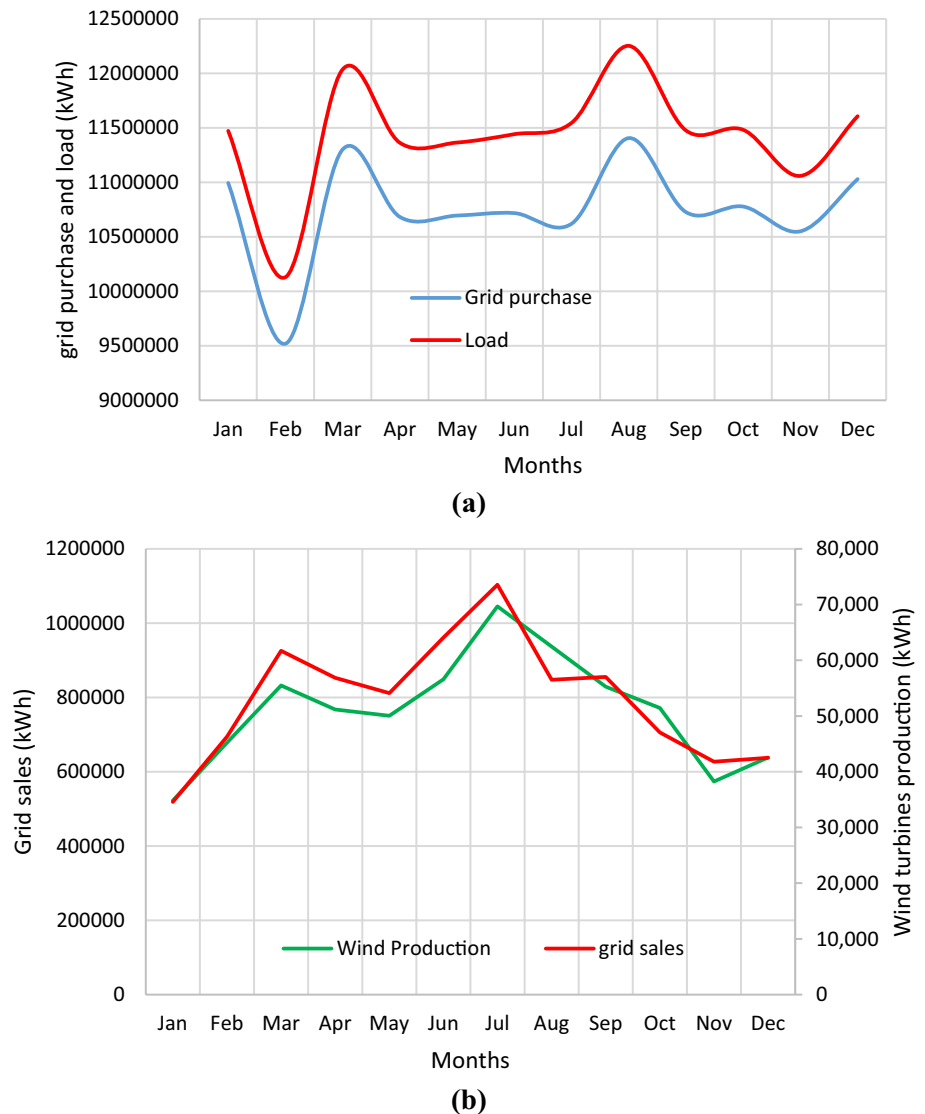 12500000
12000000
11500000
11000000
10500000
10000000
9500000
9000000
grid purchase and load (kWh)
Grid purchase
Load
Jan Feb Mar Apr May Jun Jul Aug Sep Oct Nov Dec
Months
(a)
1200000
1000000
800000
600000
400000
200000
0
Grid sales (kWh)
80,000
70,000
60,000
50,000
40,000
30,000
20,000
10,000
0
Wind turbines production (kWh)
Wind Production grid sales
Jan Feb Mar Apr May Jun Jul Aug Sep Oct Nov Dec
Months
(b)